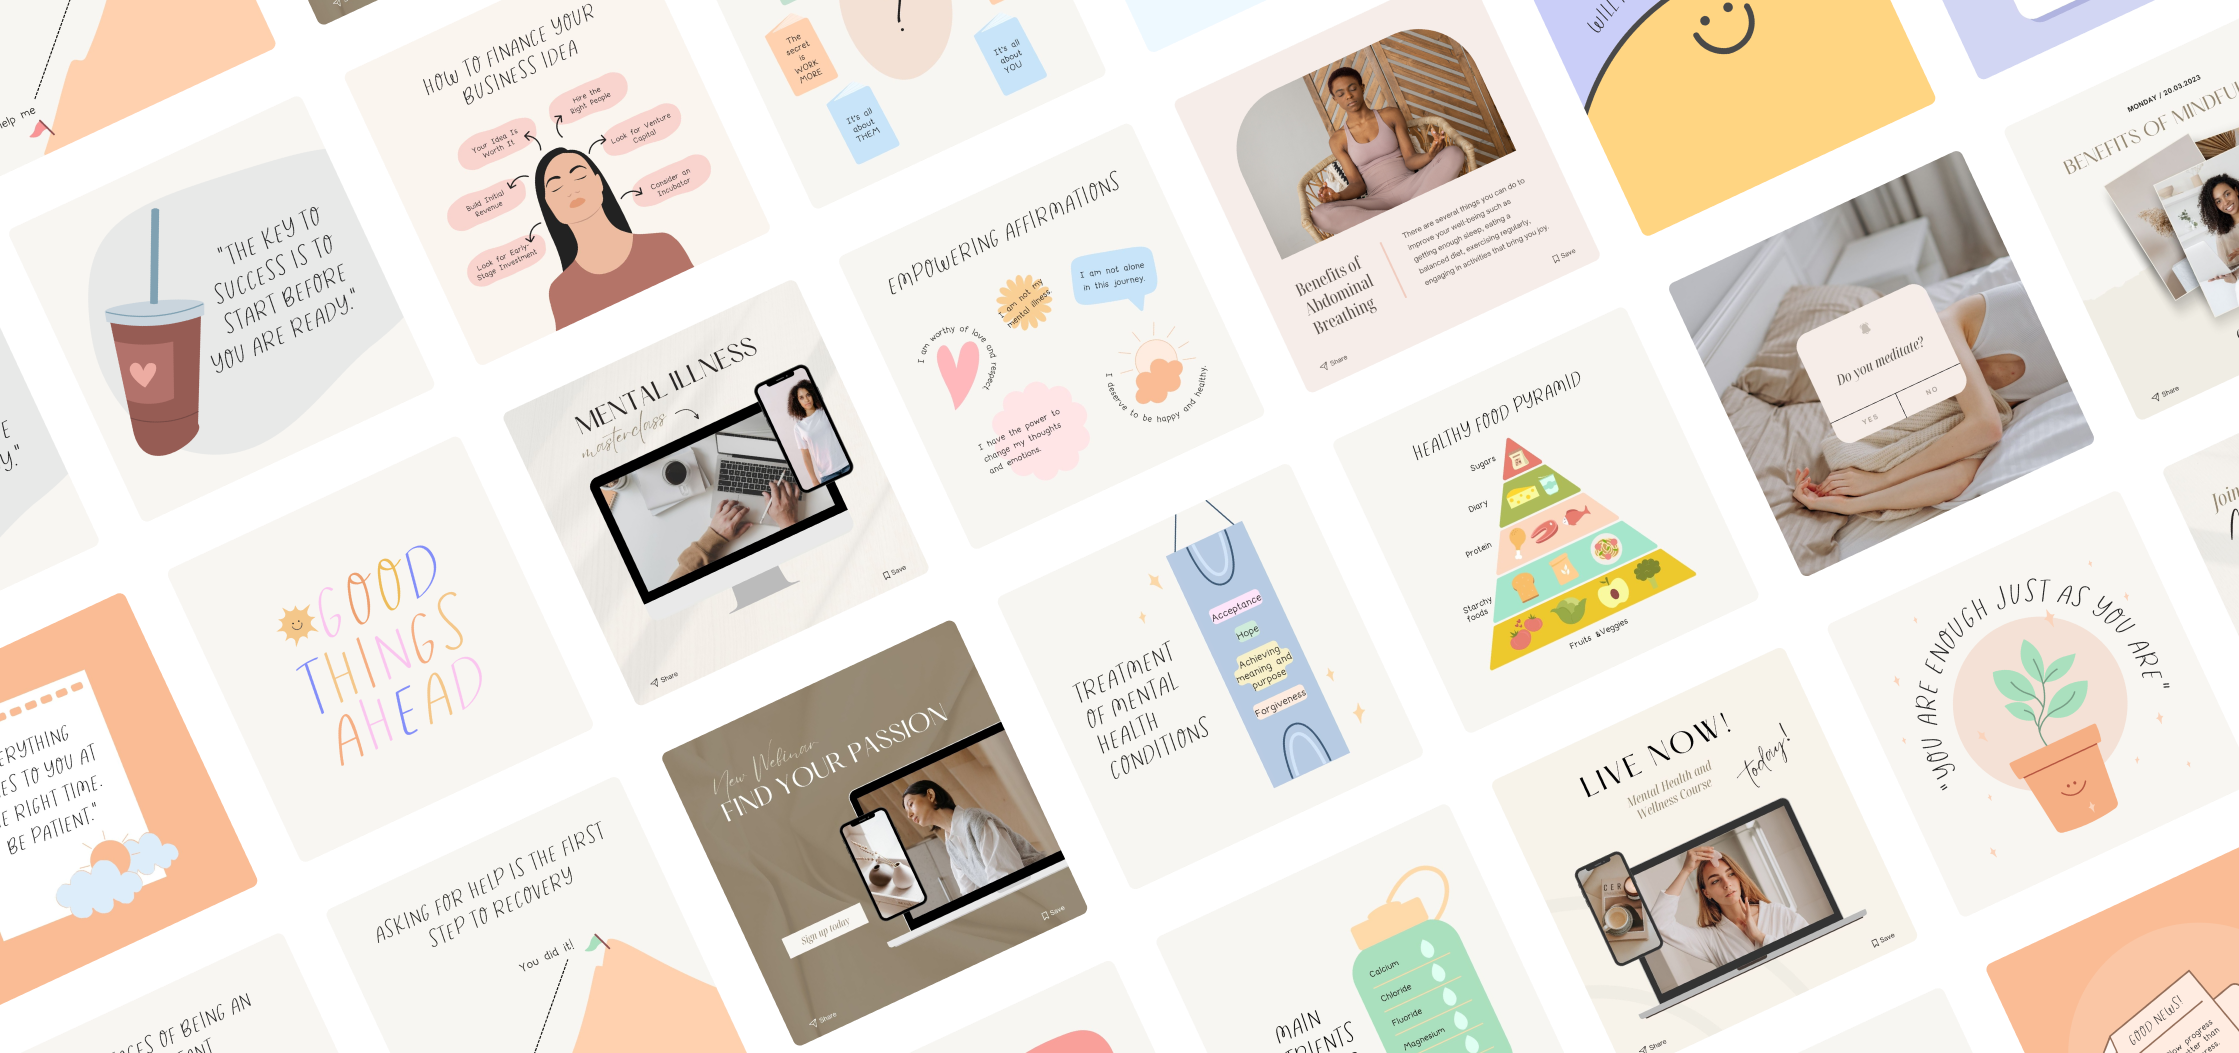 help me
"THE KEY TO
SUCCESS IS TO
START BEFORE
YOU ARE READY."
HOW TO FINANCE YOUR
BUSINESS IDEA
Hire the
Right People
Your Idea Is
Worth It
Look for Venture
Capital
Build Initial
Revenue
Consider an
Incubator
Look for Early-
Stage Investment
The
secret
is
WORK
MORE
It's all
about
YOU
It's all
about
THEM
EMPOWERING AFFIRMATIONS
I am not my
mental illness
I am not alone
in this journey.
I am worthy of love and respect.
I have the power to
change my thoughts
and emotions.
I deserve to be happy and healthy.
Benefits of
Abdominal
Breathing
There are several things you can do to
improve your well-being such as
getting enough sleep, eating a
balanced diet, exercising regularly,
engaging in activities that bring you joy.
Save
Share
WILL
MONDAY / 20.03.2023
BENEFITS OF
Share
Do you meditate?
YES
NO
GOOD
THINGS
AHEAD
MENTAL ILLNESS
masterclass
Save
Share
TREATMENT
OF MENTAL
HEALTH
CONDITIONS
Acceptance
Hope
Achieving
meaning and
purpose
Forgiveness
HEALTHY FOOD PYRAMID
Sugars
Diary
Protein
Starchy
foods
Fruits &Veggies
"YOU ARE ENOUGH JUST AS YOU ARE"
Join
TIME.
RIGHT TIME.
BE PATIENT."
ASKING FOR HELP IS THE FIRST
STEP TO RECOVERY
You did it!
New Webinar
FIND YOUR PASSION
Sign up today
Save
Share
LIVE NOW!
Mental Health and
Wellness Course
today!
Save
Share
MAIN
Calcium
Chloride
Fluoride
Magnesium
OF BEING AN
GOOD NEWS!